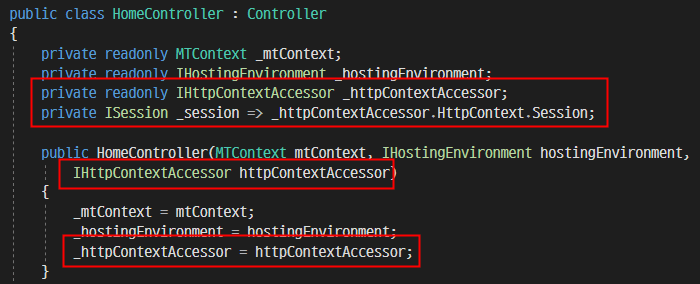 public class HomeController : Controller
{
private readonly MTContext _mtContext;
private readonly IHostingEnvironment _hostingEnvironment;
private readonly IHttpContextAccessor _httpContextAccessor;
private ISession _session => _httpContextAccessor.HttpContext.Session;
public HomeController(MTContext mtContext, IHostingEnvironment hostingEnvironment,
IHttpContextAccessor httpContextAccessor)
{
_mtContext = mtContext;
_hostingEnvironment = hostingEnvironment;
_httpContextAccessor = httpContextAccessor;
}